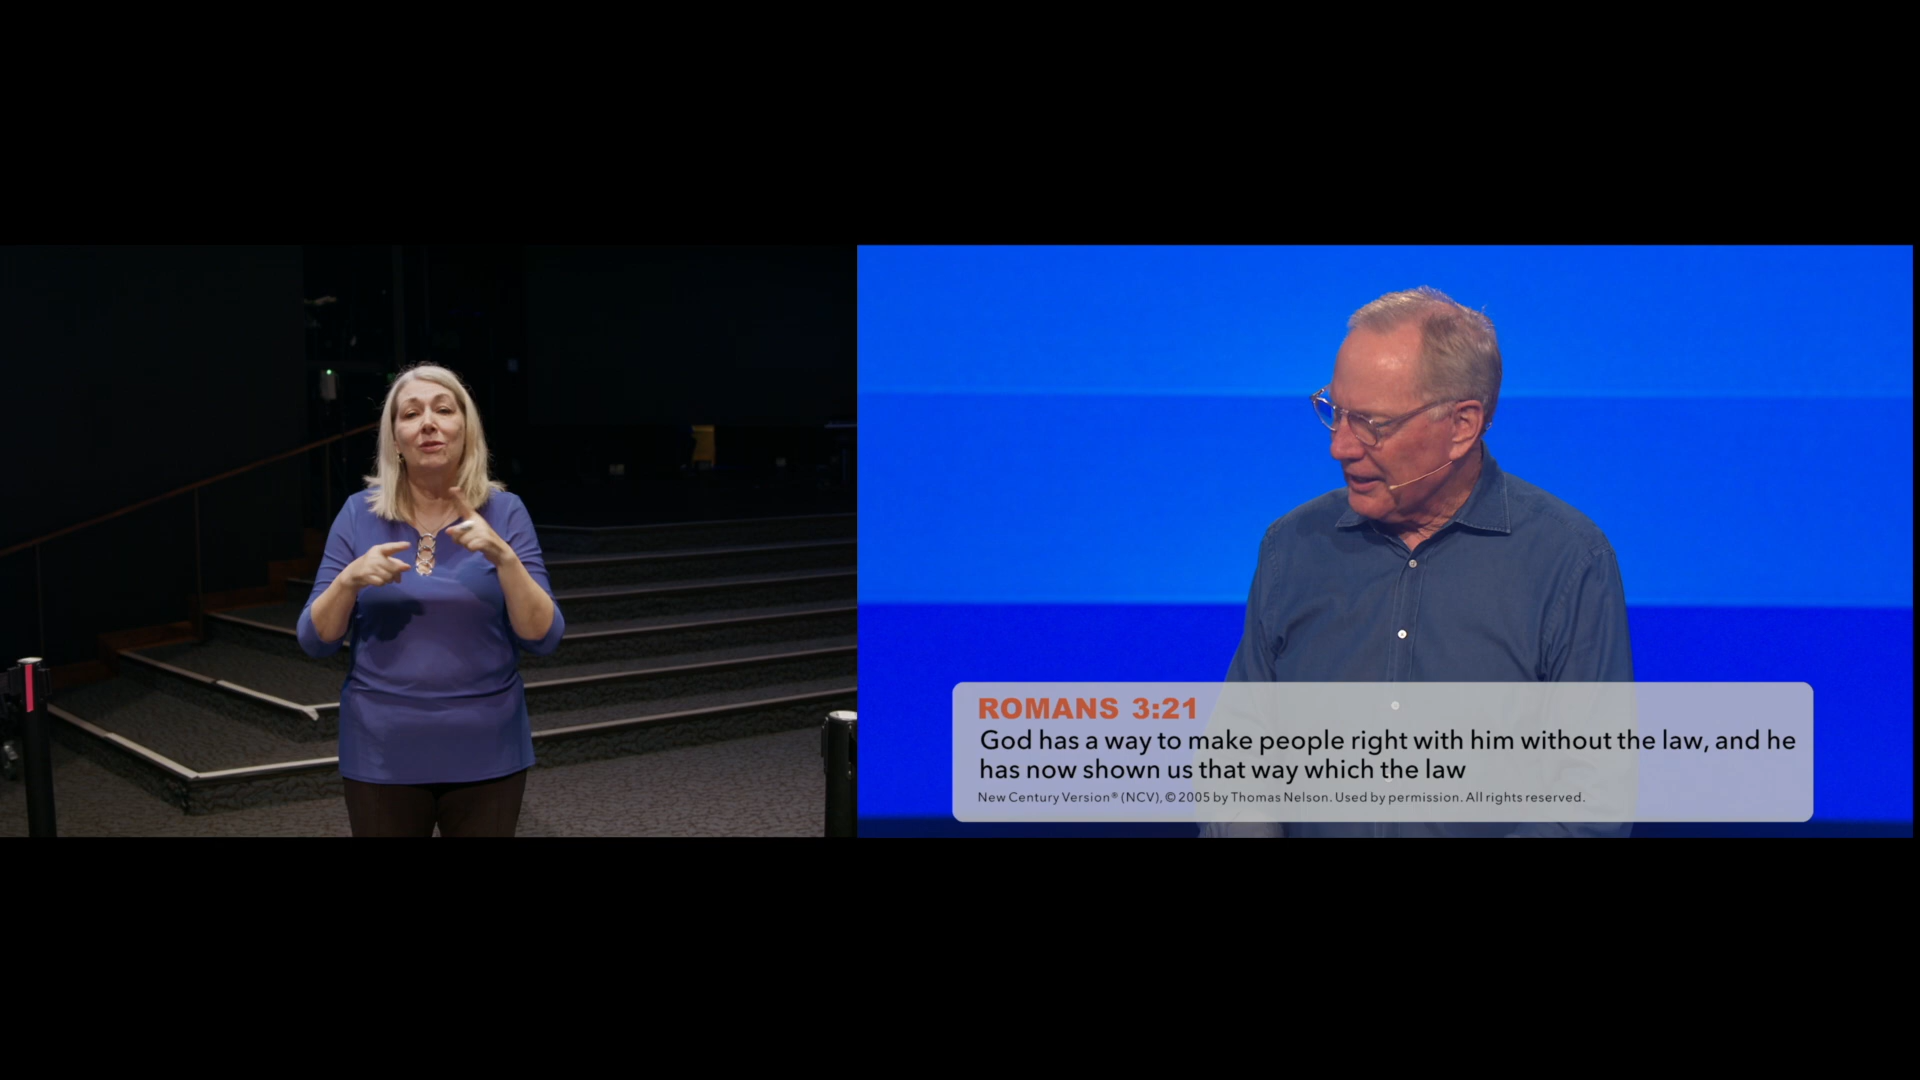 ROMANS 3:21
God has a way to make people right with him without the law, and he
has now shown us that way which the law
New Century Version® (NCV), © 2005 by Thomas Nelson. Used by permission. All rights reserved.